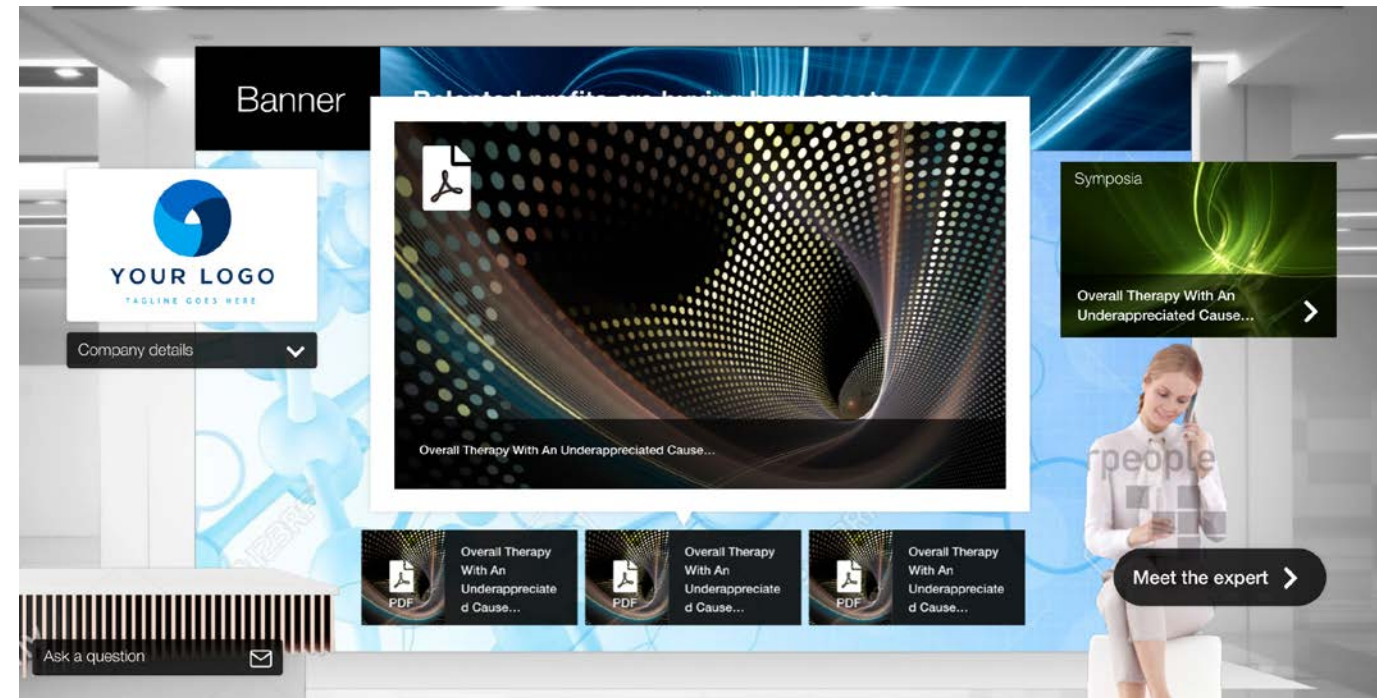 Banner
YOUR LOGO
TAGLINE GOES HERE
Company details
Overall Therapy With An Underappreciated Cause...
Symposia
Overall Therapy With An
Underappreciated Cause...
rpeople
Overall Therapy
With An
Underappreciate
d Cause...
PDF
Overall Therapy
With An
Underappreciate
d Cause...
PDF
Overall Therapy
With An
Underappreciate
d Cause...
PDF
Meet the expert
Ask a question